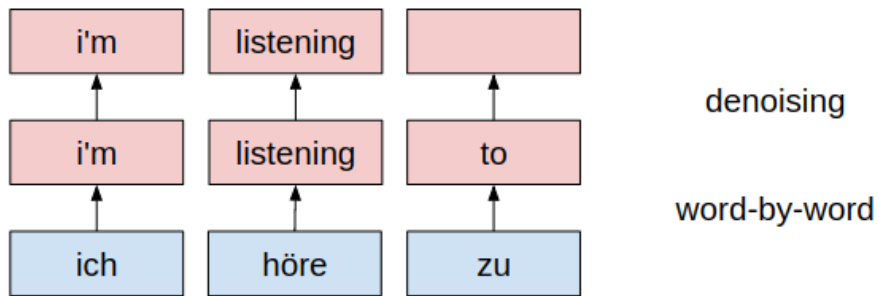 i'm listening
denoising
i'm listening to
word-by-word
ich höre zu